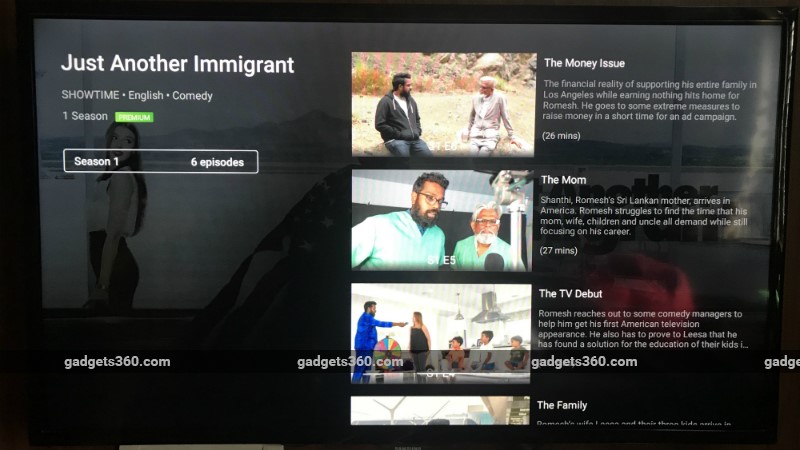 Just Another Immigrant
SHOWTIME • English • Comedy
1 Season PREMIUM
Season 1 6 episodes
S1 E6
The Money Issue
The financial reality of supporting his entire family in
Los Angeles while earning nothing hits home for
Romesh. He goes to some extreme measures to
raise money in a short time for an ad campaign.
(26 mins)
S1 E5
The Mom
Shanthi, Romesh's Sri Lankan mother, arrives in
America. Romesh struggles to find the time that his
mom, wife, children and uncle all demand while still
focusing on his career.
(27 mins)
S1 E4
The TV Debut
Romesh reaches out to some comedy managers to
help him get his first American television
appearance. He also has to prove to Leesa that he
has found a solution for the education of their kids i...
The Family
Romesh's wife Leesa and their three kids arrive in
gadgets360.com gadgets360.com gadgets360.com gadg
SAMSUNG